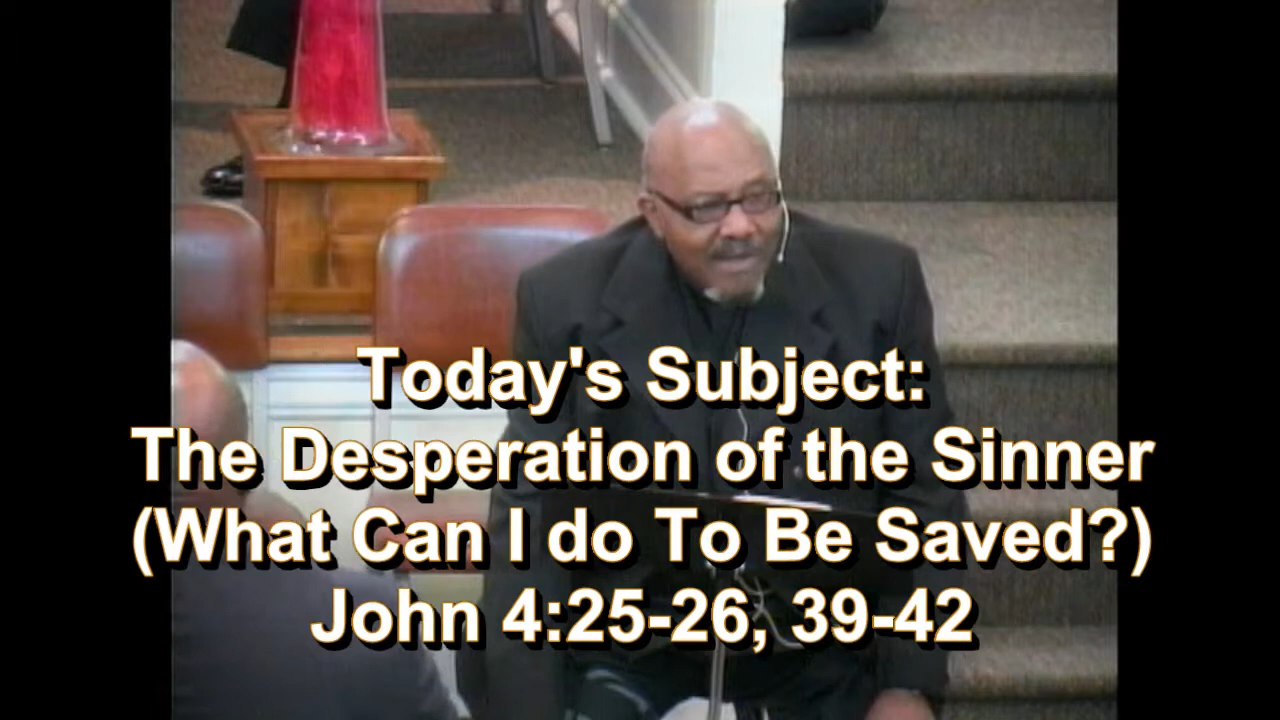 Today's Subject:
The Desperation of the Sinner
(What Can I do To Be Saved?)
John 4:25-26, 39-42